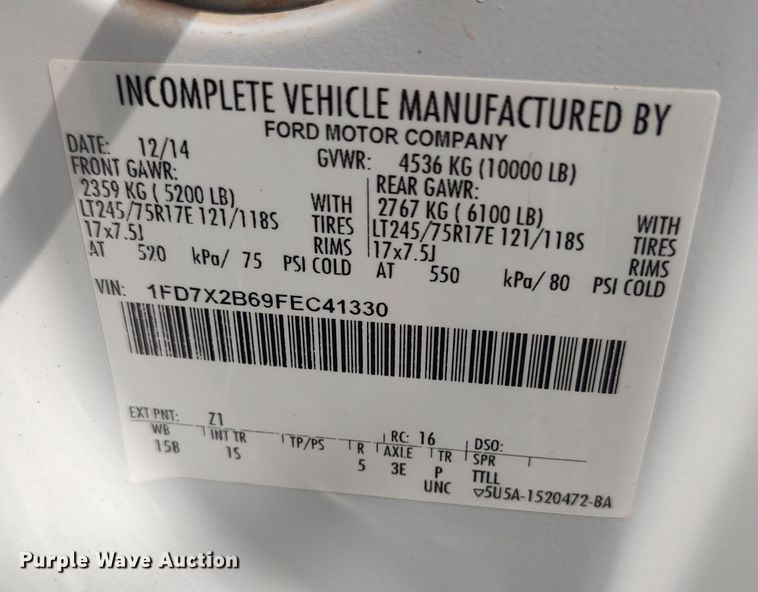 INCOMPLETE VEHICLE MANUFACTURED BY
FORD MOTOR COMPANY
DATE: 12/14 GVWR: 4536 KG (10000 LB)
FRONT GAWR: REAR GAWR:
2359 KG ( 5200 LB) WITH 2767 KG ( 6100 LB) WITH
LT245/75R17E 121/118S TIRES LT245/75R17E 121/118S TIRES
17x7.5J RIMS 17x7.5J RIMS
AT 520 kPa/ 75 PSI COLD AT 550 kPa/ 80 PSI COLD
VIN: 1FD7X2B69FEC41330
EXT PNT: Z1 RC: 16 DSO:
WB INT TR TP/PS R AXLE TR SPR
158 1S 5 3E P TTLL
UNC ▽5U5A-1520472-BA
Purple Wave Auction